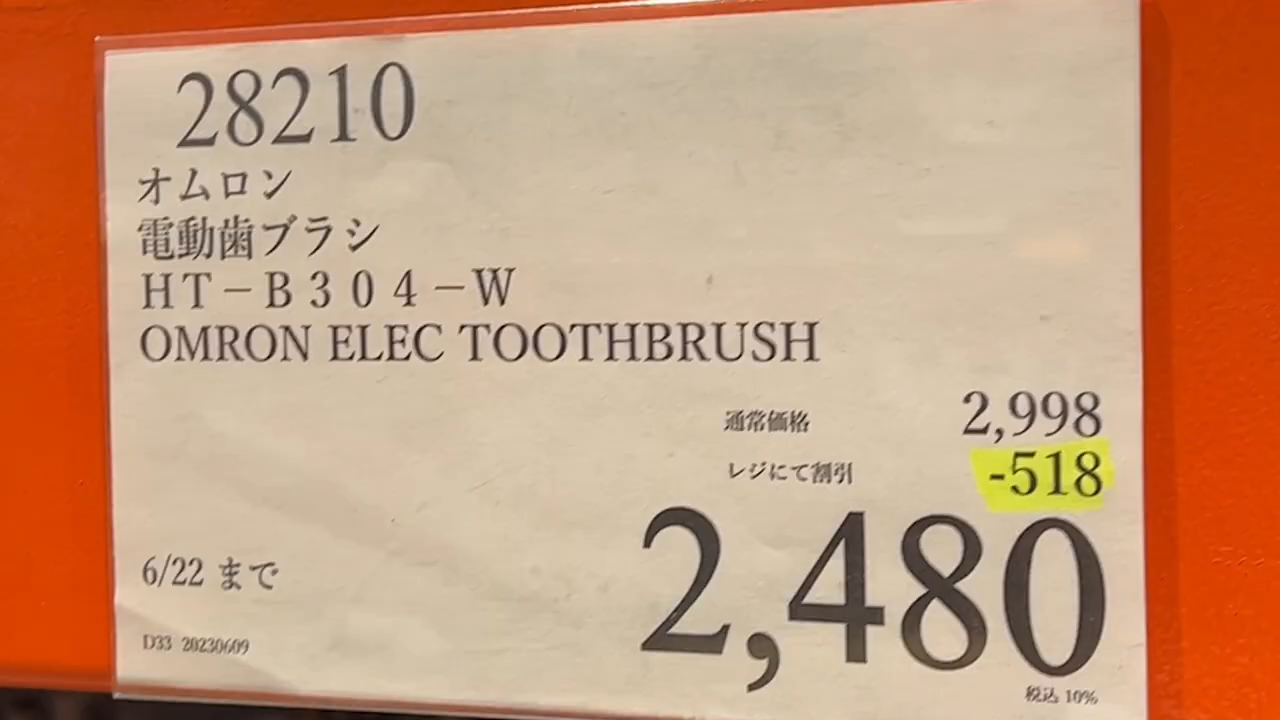 28210
オムロン
電動歯ブラシ
HT-B304-W
OMRON ELEC TOOTHBRUSH
通常価格 2,998
レジにて割引 -518
2,480
6/22 まで
D33 20230609
税込 10%